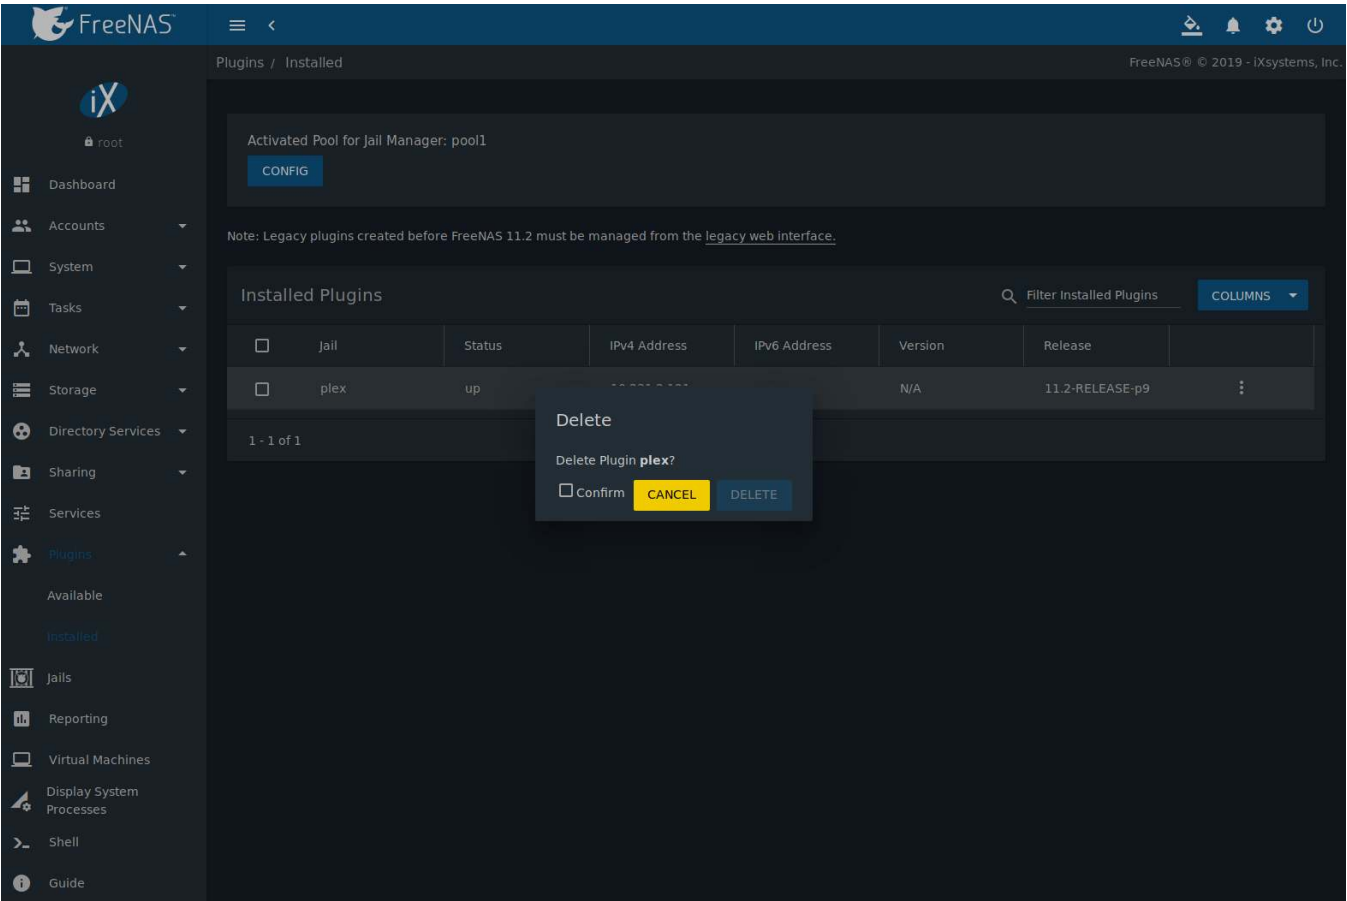 FreeNAS
Plugins / Installed
FreeNAS® © 2019 - iXsystems, Inc.
iX
root
Dashboard
Accounts
System
Tasks
Network
Storage
Directory Services
Sharing
Services
Plugins
Available
Installed
Jails
Reporting
Virtual Machines
Display System
Processes
Shell
Guide
Activated Pool for Jail Manager: pool1
CONFIG
Note: Legacy plugins created before FreeNAS 11.2 must be managed from the legacy web interface.
Installed Plugins
Filter Installed Plugins
COLUMNS
Jail Status IPv4 Address IPv6 Address Version Release
plex up N/A 11.2-RELEASE-p9
1 - 1 of 1
Delete
Delete Plugin plex?
Confirm CANCEL DELETE